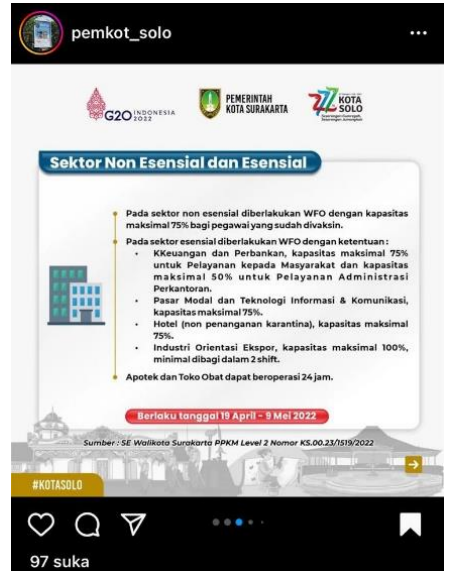 pemkot_solo
G20 INDONESIA
2022
PEMERINTAH
KOTA SURAKARTA
277 KOTA
SOLO
Sektor Non Esensial dan Esensial
Pada sektor non esensial diberlakukan WFO dengan kapasitas
maksimal 75% bagi pegawai yang sudah divaksin.
Pada sektor esensial diberlakukan WFO dengan ketentuan :
KKeuangan dan Perbankan, kapasitas maksimal 75%
untuk Pelayanan kepada Masyarakat dan kapasitas
maksimal 50% untuk Pelayanan Administrasi
Perkantoran.
Pasar Modal dan Teknologi Informasi & Komunikasi,
kapasitas maksimal 75%.
Hotel (non penanganan karantina), kapasitas maksimal
75%.
Industri Orientasi Ekspor, kapasitas maksimal 100%,
minimal dibagi dalam 2 shift.
Apotek dan Toko Obat dapat beroperasi 24 jam.
Berlaku tanggal 19 April - 9 Mei 2022
Sumber : SE Walikota Surakarta PPKM Level 2 Nomor KS.00.23/1519/2022
#KOTASOLO
97 suka